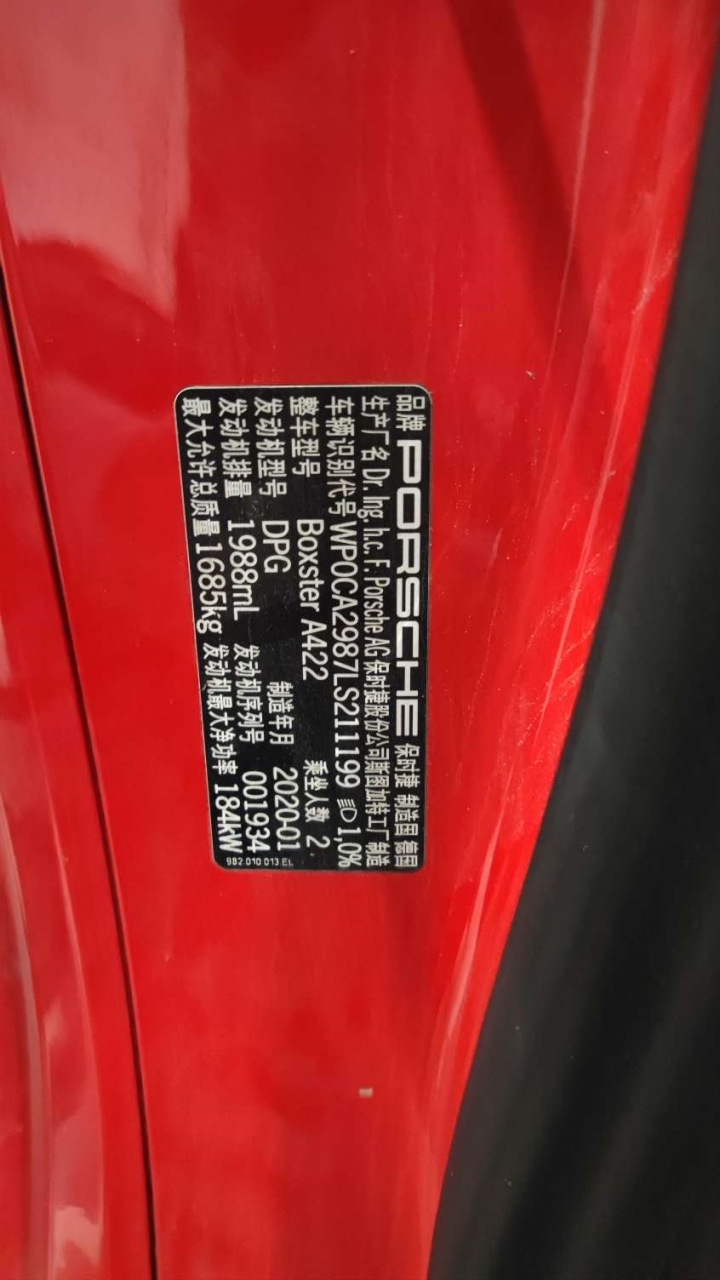 品牌 PORSCHE 保时捷 制造国 德国
生产厂名 Dr. Ing. h.c. F. Porsche AG 保时捷股份公司斯图加特工厂制造
车辆识别代号 WP0CA2987LS211199 1,0%
整车型号 Boxster A422 乘坐人数 2
发动机型号 DPG 制造年月 2020-01
发动机排量 1988mL 发动机序列号 001934
最大允许总质量 1685kg 发动机最大净功率 184kW
982.010.013.EL